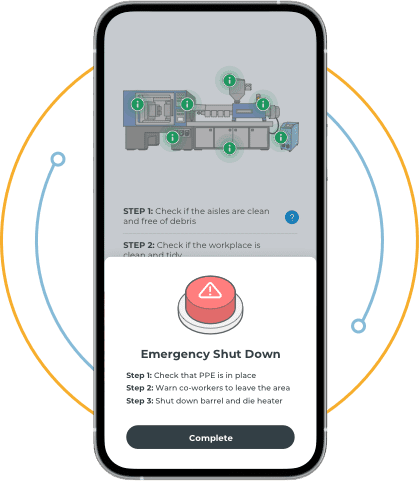 STEP 1: Check if the aisles are clean
and free of debris
?
STEP 2: Check if the workplace is
clean and tidy
Emergency Shut Down
Step 1: Check that PPE is in place
Step 2: Warn co-workers to leave the area
Step 3: Shut down barrel and die heater
Complete